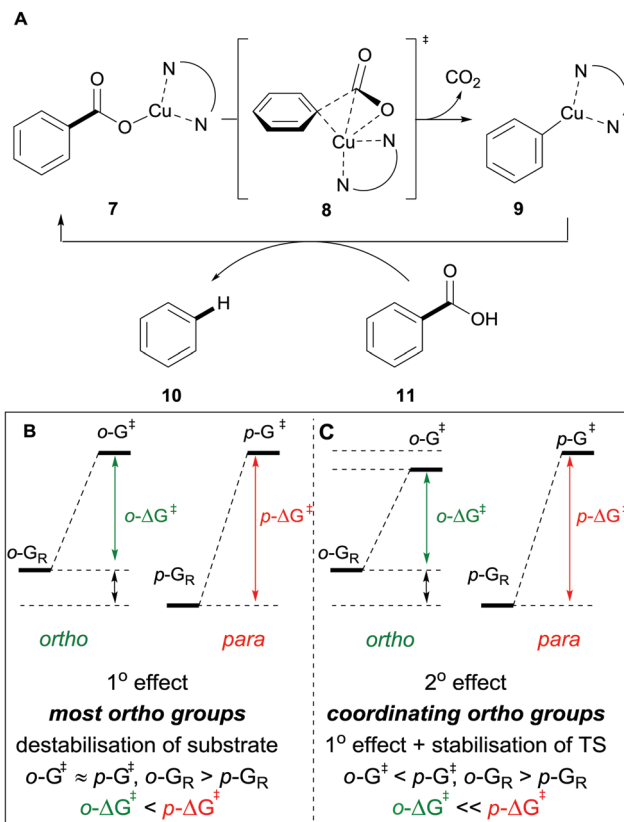 A
O
O
Cu
N
N
7
‡
O
O
Cu
N
N
8
CO2
N
Cu
N
9
H
10
O
OH
11
B
o-G‡
p-G‡
o-ΔG‡
p-ΔG‡
o-GR
p-GR
ortho
para
1° effect
most ortho groups
destabilisation of substrate
o-G‡ ≈ p-G‡, o-GR > p-GR
o-ΔG‡ < p-ΔG‡
C
o-G‡
p-G‡
o-ΔG‡
p-ΔG‡
o-GR
p-GR
ortho
para
2° effect
coordinating ortho groups
1° effect + stabilisation of TS
o-G‡ < p-G‡, o-GR > p-GR
o-ΔG‡ << p-ΔG‡